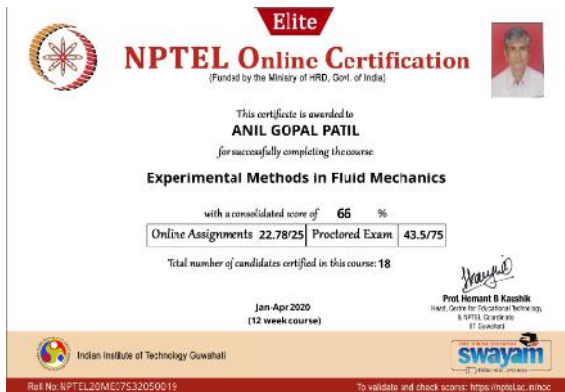 Elite
NPTEL Online Certification
(Funded by the Ministry of HRD, Govt. of India)
This certificate is awarded to
ANIL GOPAL PATIL
for successfully completing the course
Experimental Methods in Fluid Mechanics
with a consolidated score of 66 %
Online Assignments 22.78/25 Proctored Exam 43.5/75
Total number of candidates certified in this course: 18
Jan-Apr 2020
(12 week course)
Prof. Hemant B Kaushik
Head, Centre for Educational Technology
& NPTEL Coordinator
IIT Guwahati
Indian Institute of Technology Guwahati
swayam
Roll No: NPTEL20ME07S32050019
To validate and check scores: https://nptel.ac.in/noc